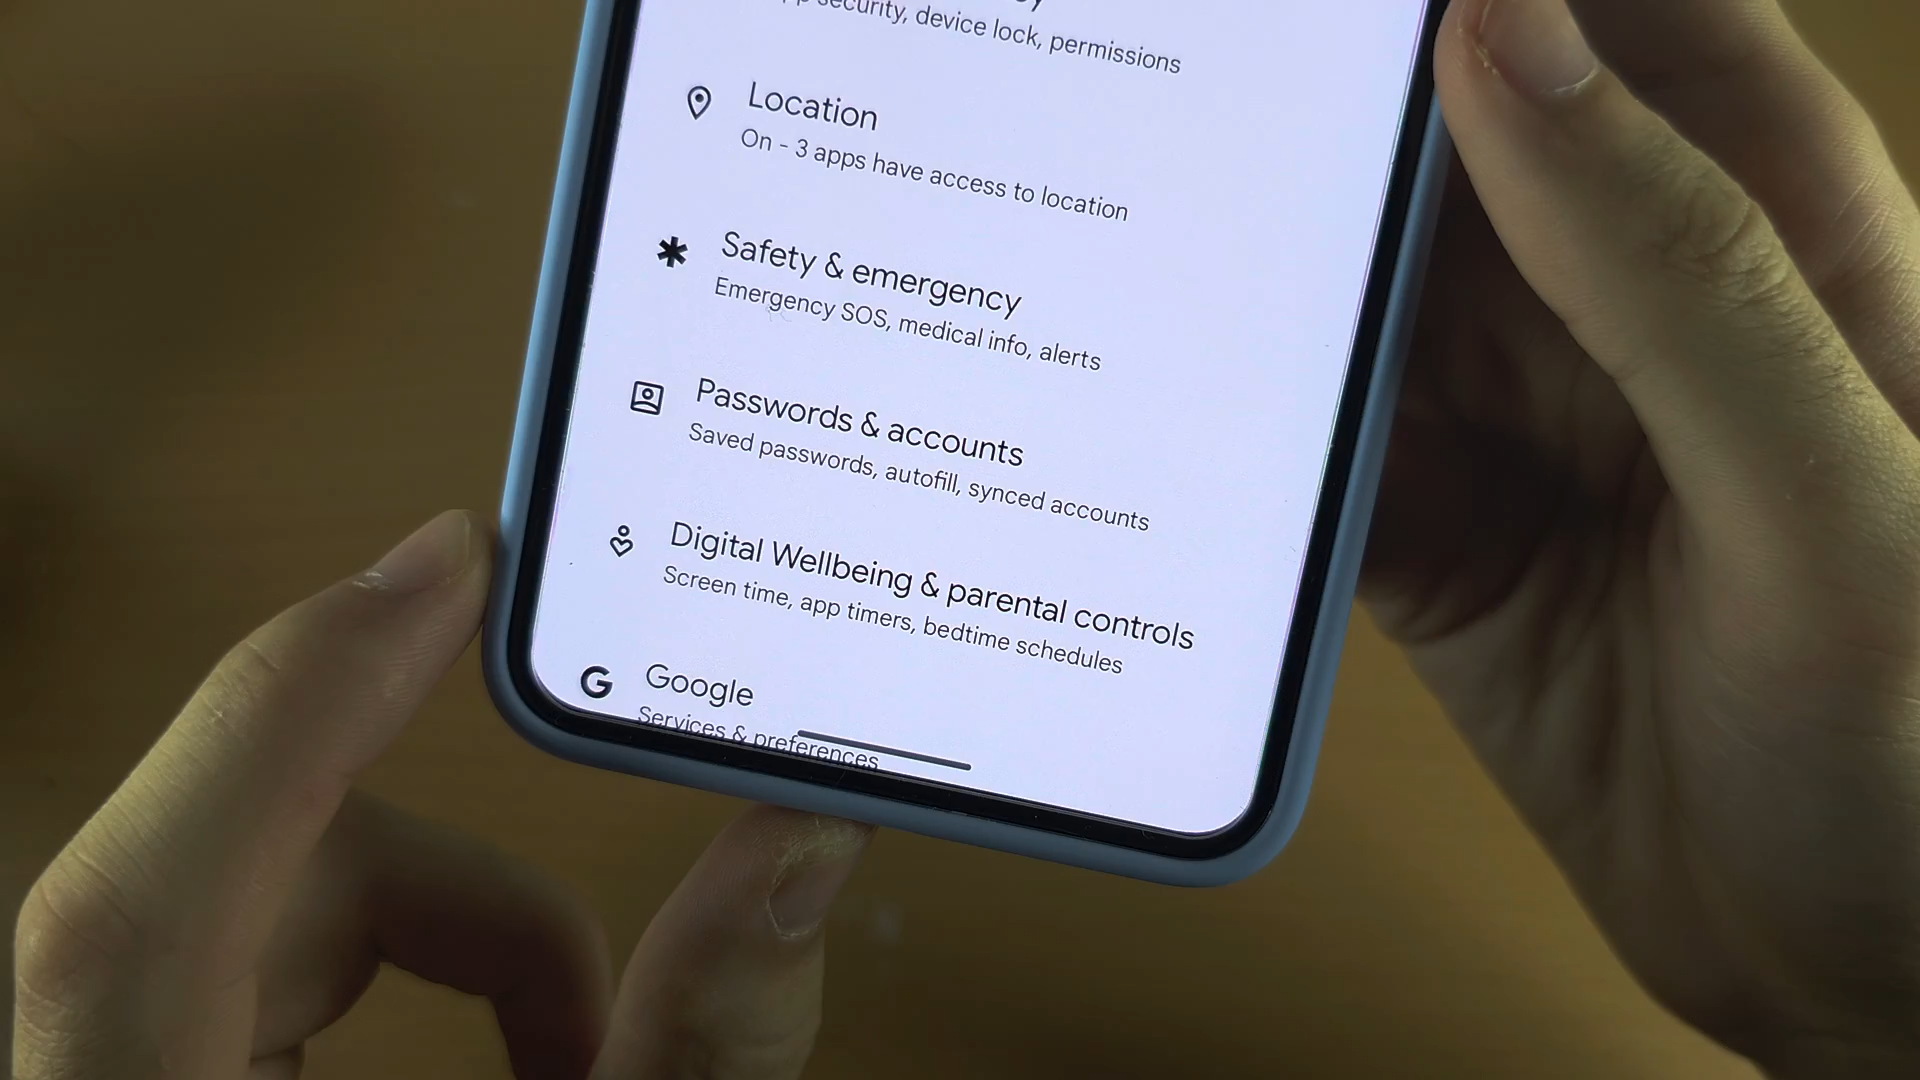 security, device lock, permissions
Location
On - 3 apps have access to location
Safety & emergency
Emergency SOS, medical info, alerts
Passwords & accounts
Saved passwords, autofill, synced accounts
Digital Wellbeing & parental controls
Screen time, app timers, bedtime schedules
Google
Services & preferences